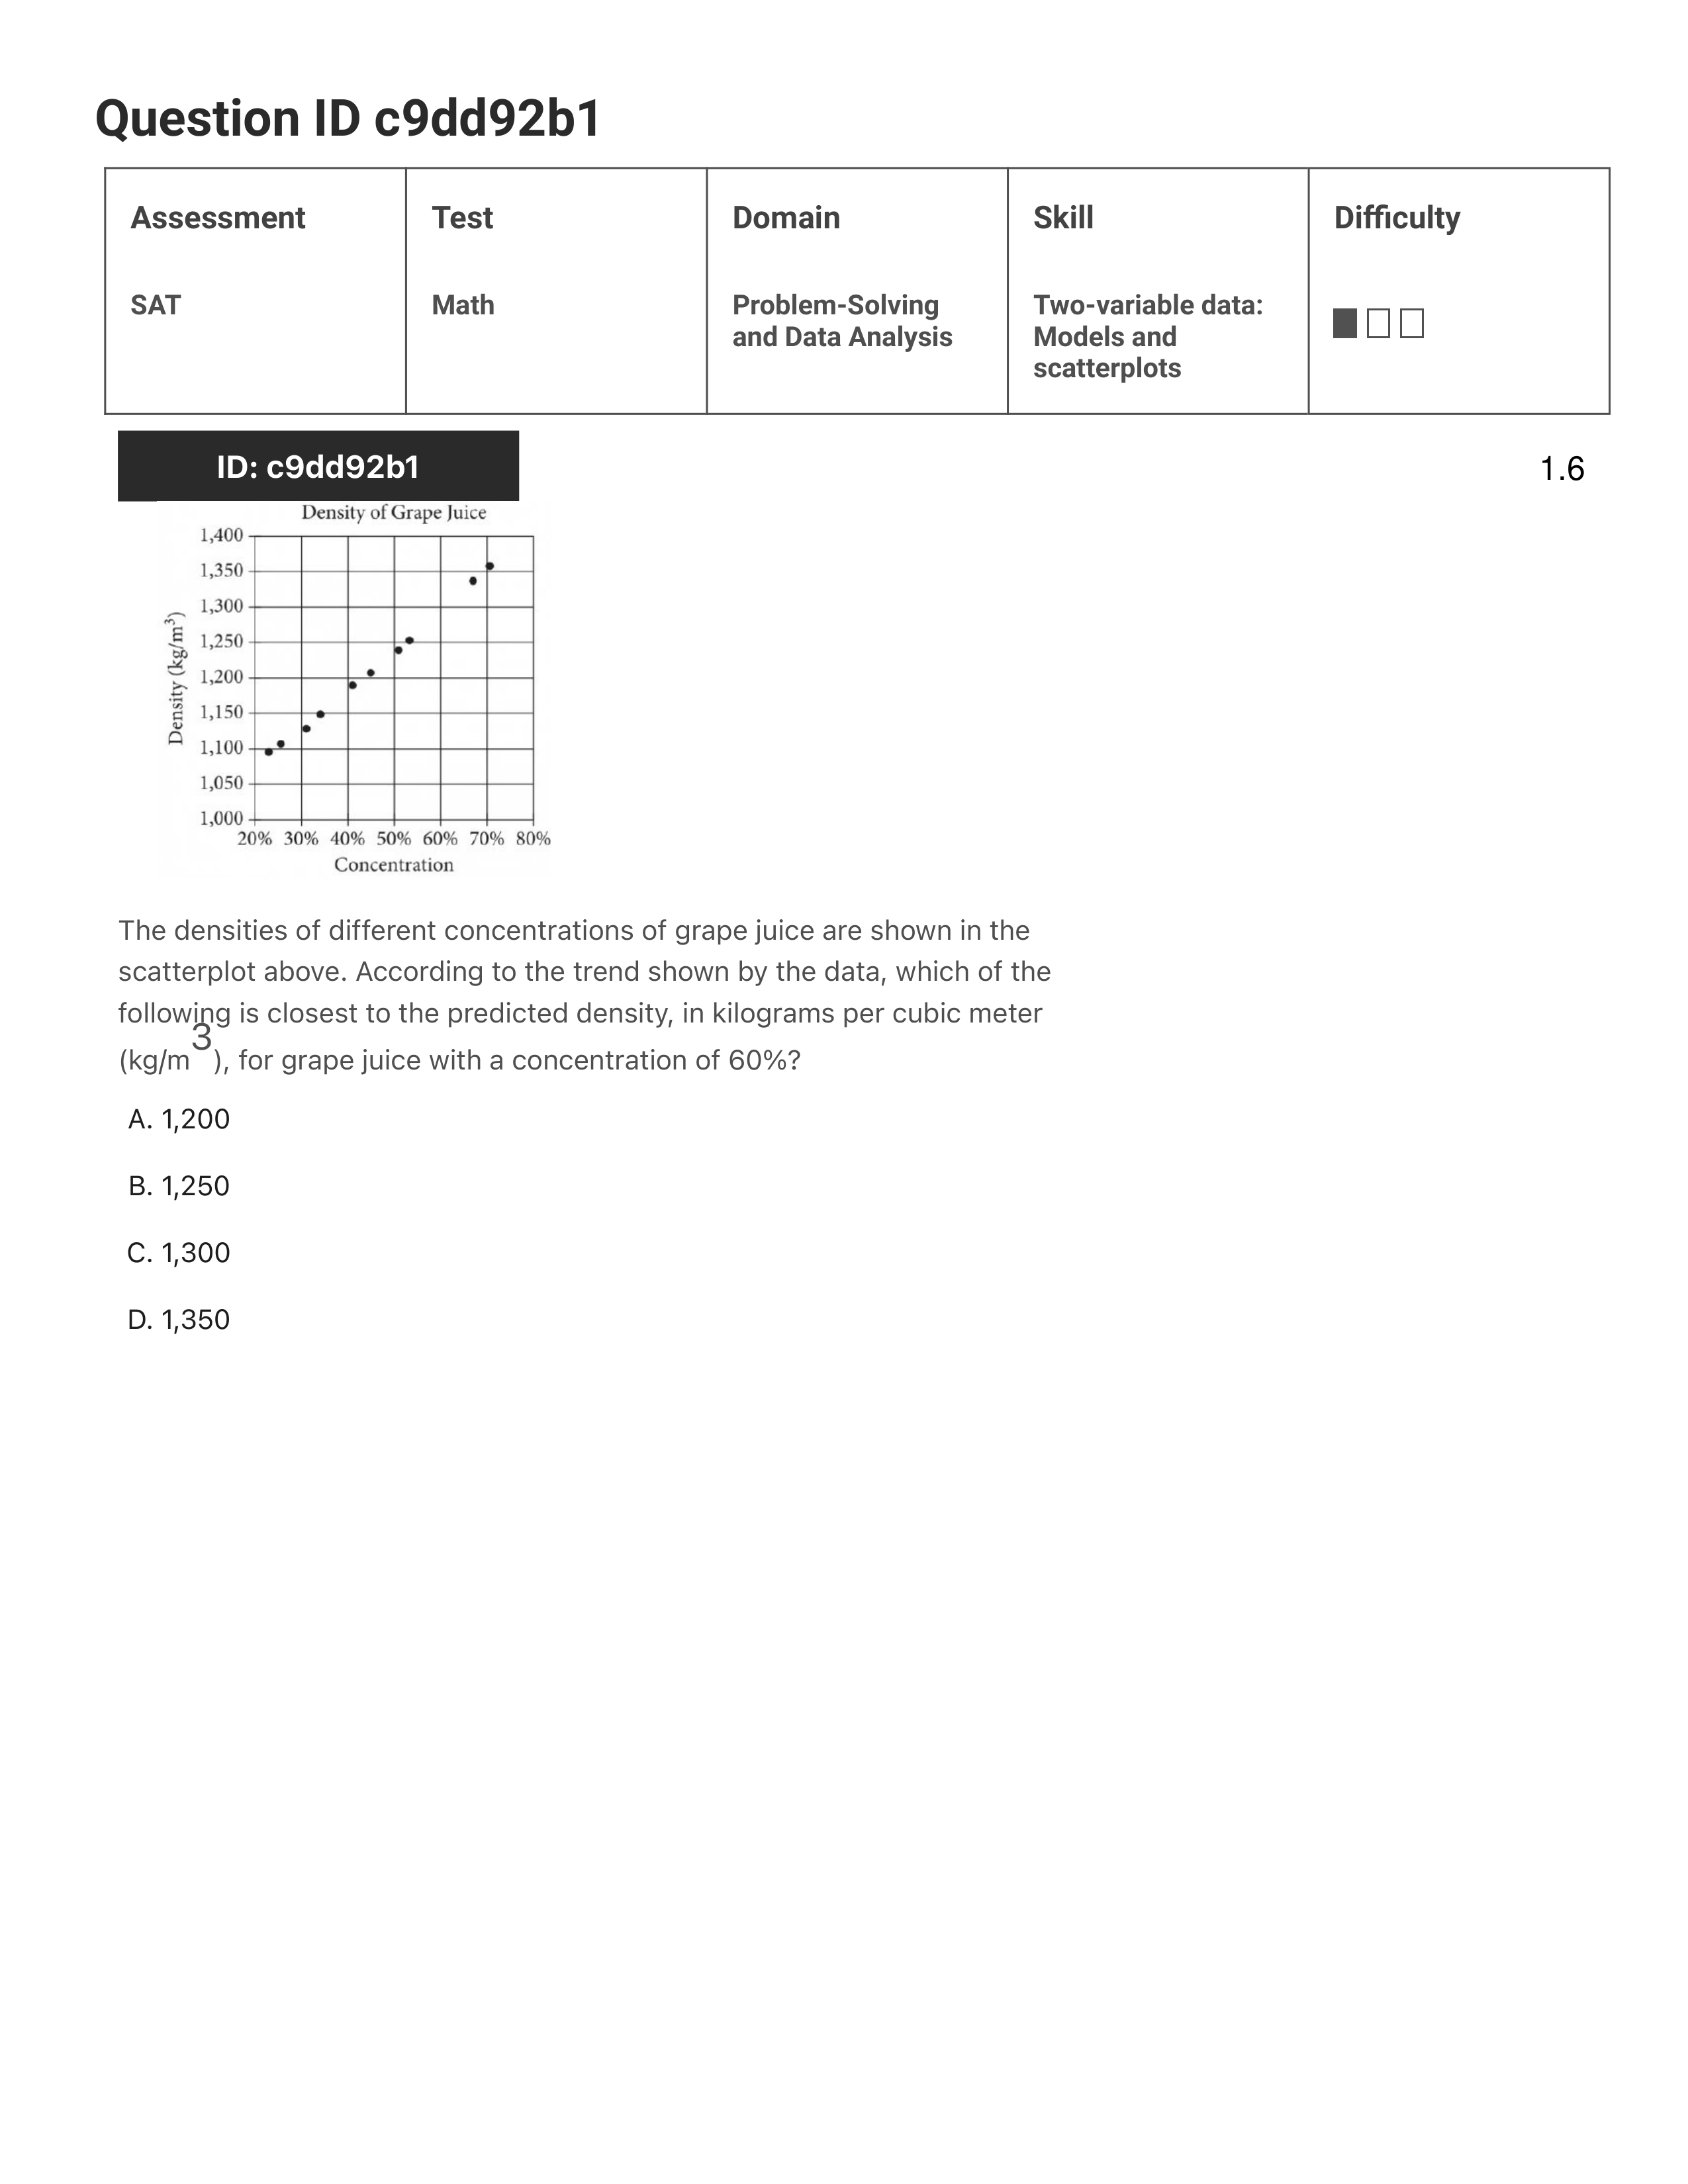 Question ID c9dd92b1
Assessment
Test
Domain
Skill
Difficulty
SAT
Math
Problem-Solving
and Data Analysis
Two-variable data:
Models and
scatterplots
ID: c9dd92b1
1.6
Density of Grape Juice
Density (kg/m³)
1,400
1,350
1,300
1,250
1,200
1,150
1,100
1,050
1,000
20% 30% 40% 50% 60% 70% 80%
Concentration
The densities of different concentrations of grape juice are shown in the
scatterplot above. According to the trend shown by the data, which of the
following is closest to the predicted density, in kilograms per cubic meter
(kg/m³), for grape juice with a concentration of 60%?
A. 1,200
B. 1,250
C. 1,300
D. 1,350